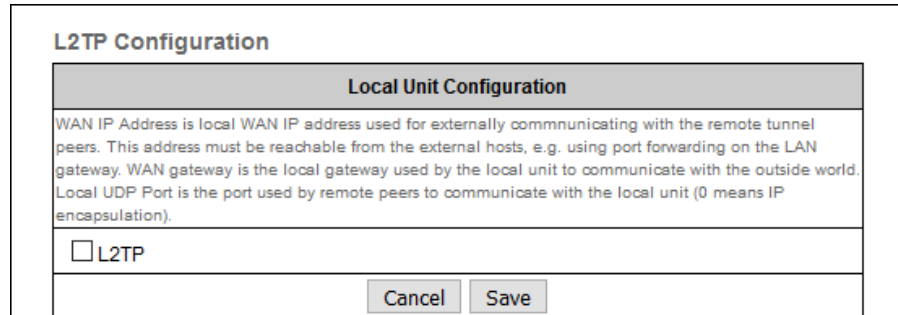 L2TP Configuration
Local Unit Configuration
WAN IP Address is local WAN IP address used for externally commnunicating with the remote tunnel
peers. This address must be reachable from the external hosts, e.g. using port forwarding on the LAN
gateway. WAN gateway is the local gateway used by the local unit to communicate with the outside world.
Local UDP Port is the port used by remote peers to communicate with the local unit (0 means IP
encapsulation).
L2TP
Cancel Save